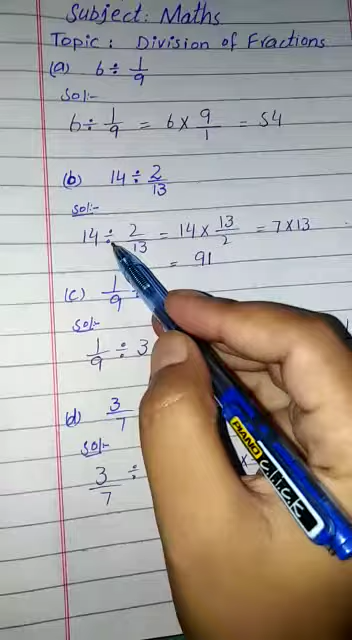 Subject: Maths
Topic: Division of Fractions
(a) 6 ÷ 1/9
Sol:-
6 ÷ 1/9 = 6 × 9/1 = 54
(b) 14 ÷ 2/13
Sol:-
14 ÷ 2/13 = 14 × 13/2 = 7 × 13
= 91
(c) 1/9 ÷
Sol:-
1/9 ÷ 3
(d) 3/7
Sol:-
3/7 ÷
×
PIANO
CLICK